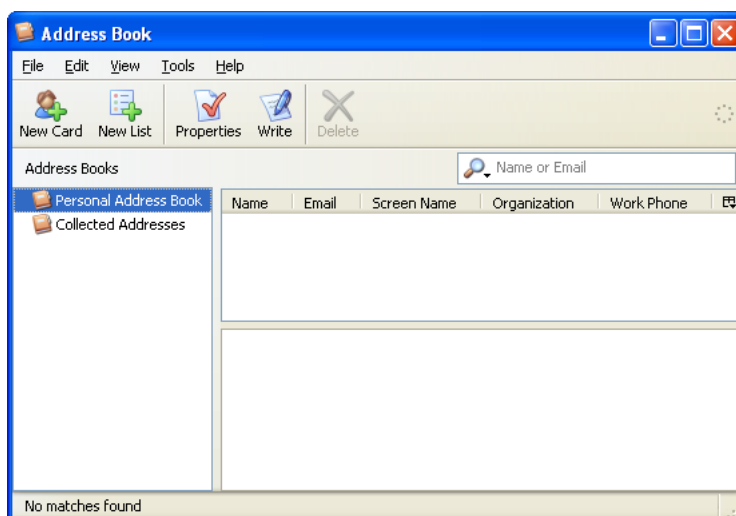 Address Book
File Edit View Tools Help
New Card New List Properties Write Delete
Address Books Name or Email
Personal Address Book
Collected Addresses
Name Email Screen Name Organization Work Phone
No matches found